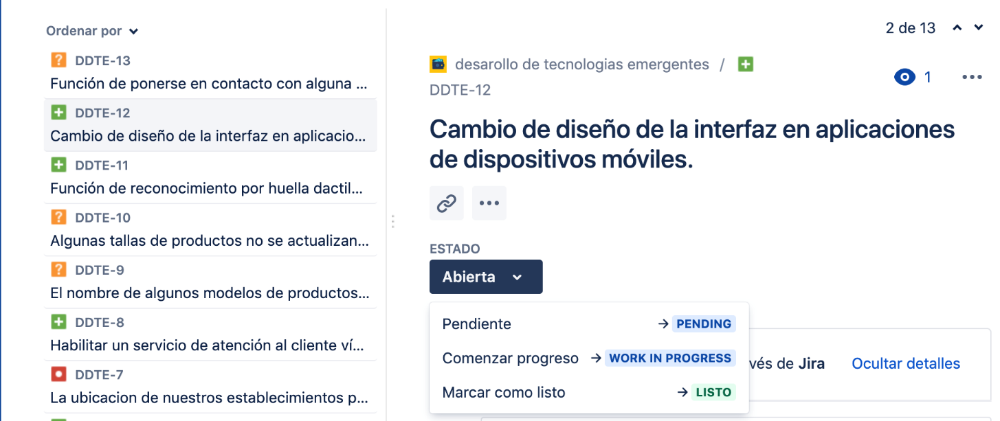 Ordenar por
DDTE-13
Función de ponerse en contacto con alguna ...
DDTE-12
Cambio de diseño de la interfaz en aplicacio...
DDTE-11
Función de reconocimiento por huella dactil...
DDTE-10
Algunas tallas de productos no se actualizan...
DDTE-9
El nombre de algunos modelos de productos...
DDTE-8
Habilitar un servicio de atención al cliente ví...
DDTE-7
La ubicacion de nuestros establecimientos p...
2 de 13
desarollo de tecnologias emergentes /
1
DDTE-12
Cambio de diseño de la interfaz en aplicaciones
de dispositivos móviles.
ESTADO
Abierta
Pendiente → PENDING
Comenzar progreso → WORK IN PROGRESS
Marcar como listo → LISTO
vés de Jira
Ocultar detalles